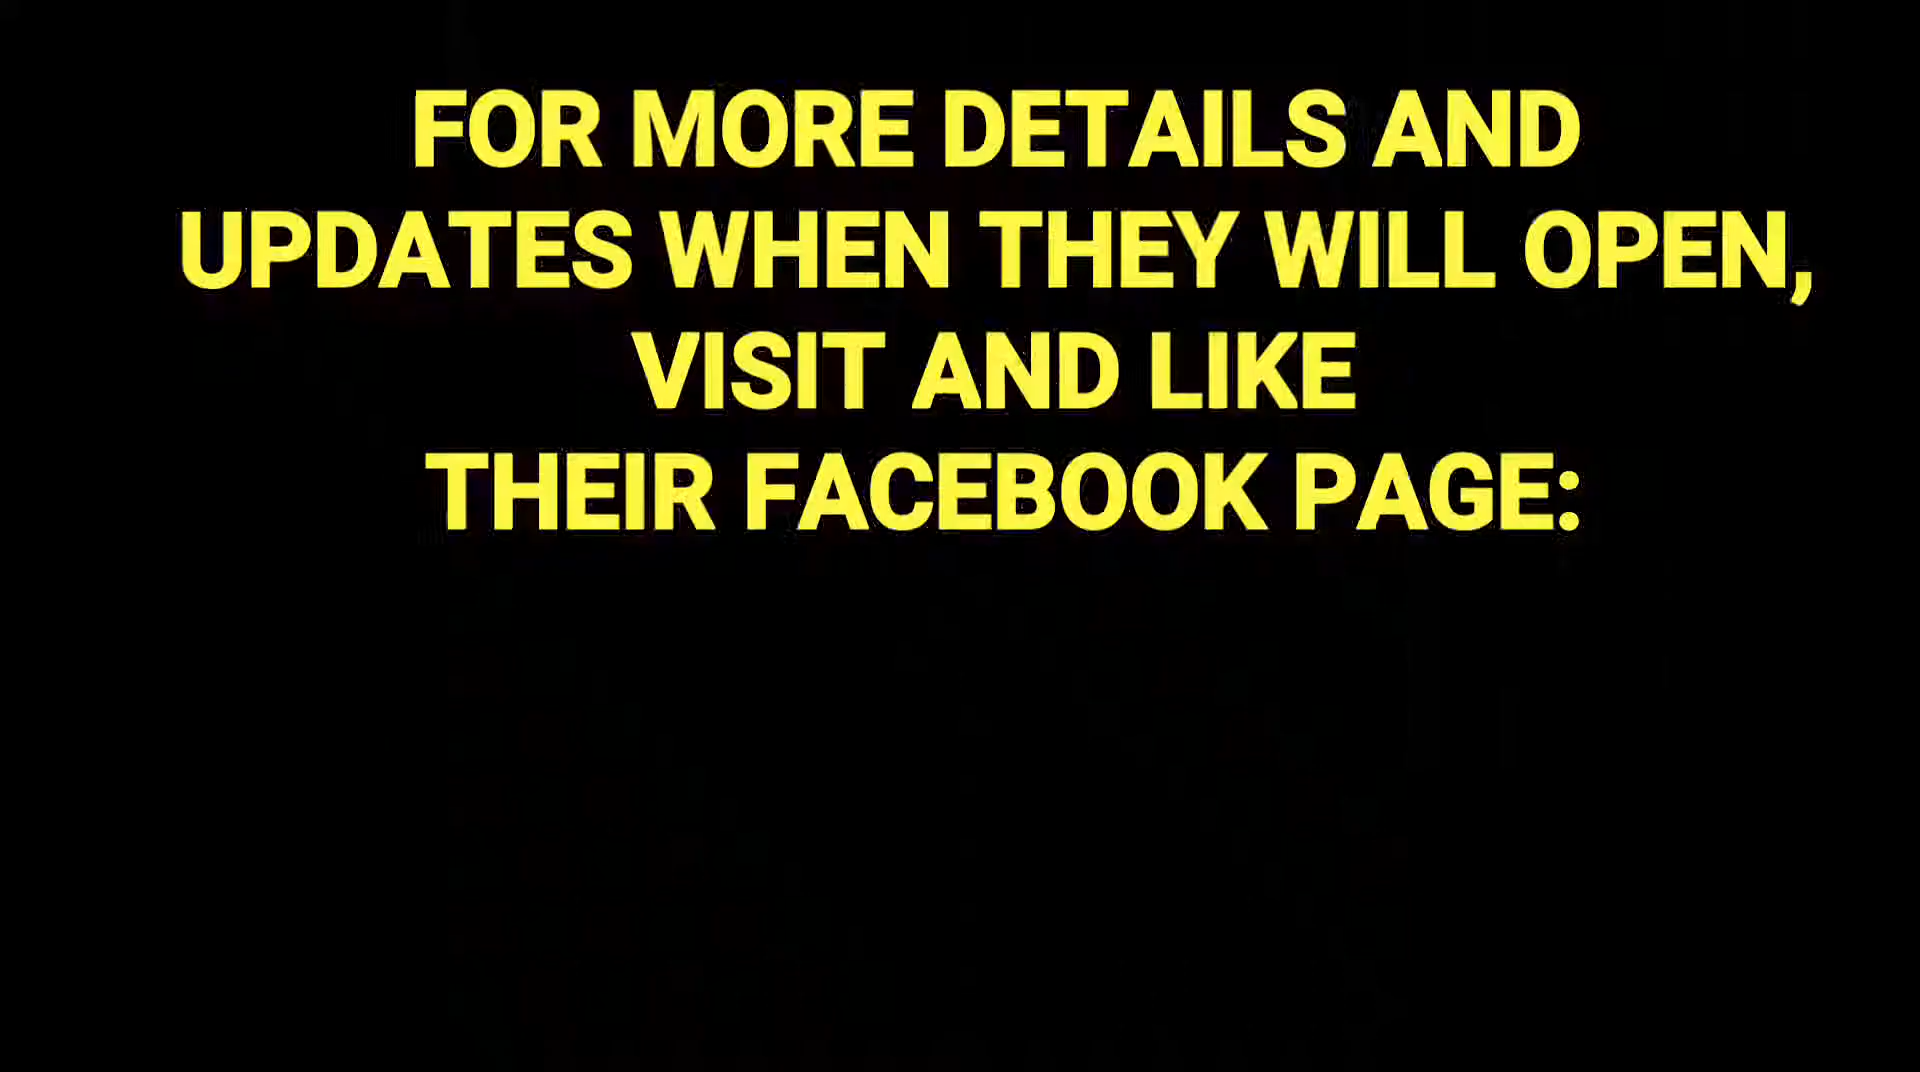 FOR MORE DETAILS AND
UPDATES WHEN THEY WILL OPEN,
VISIT AND LIKE
THEIR FACEBOOK PAGE: